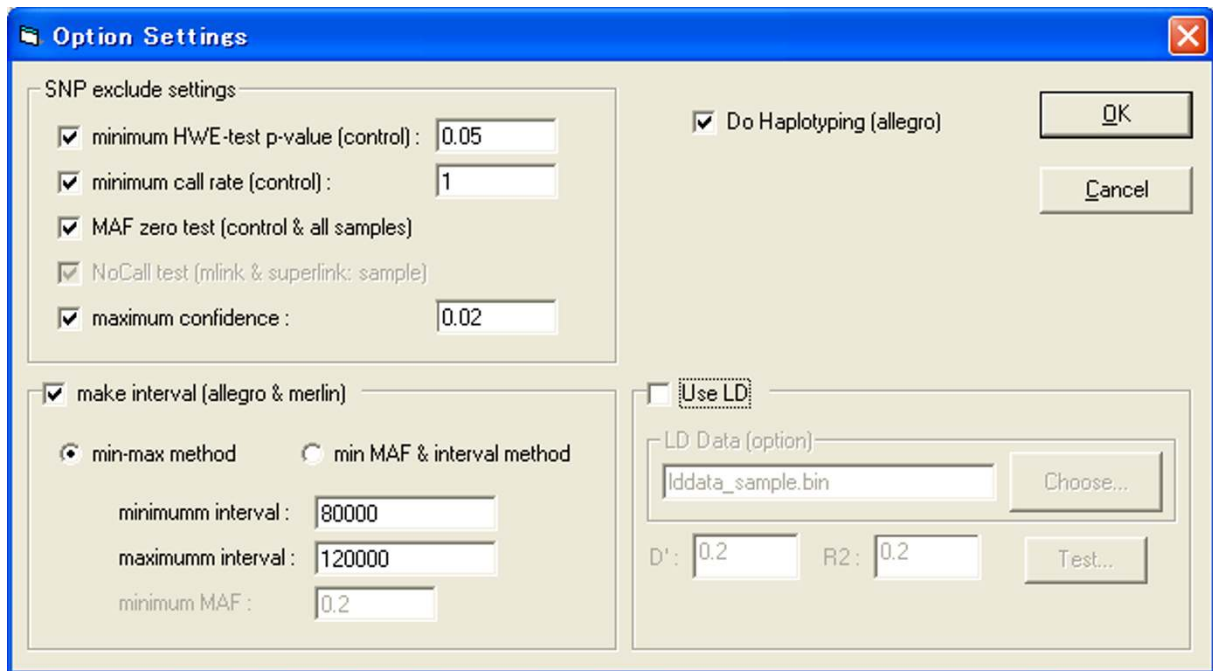 Option Settings
SNP exclude settings
minimum HWE-test p-value (control) : 0.05
minimum call rate (control) : 1
MAF zero test (control & all samples)
NoCall test (mlink & superlink: sample)
maximum confidence : 0.02
Do Haplotyping (allegro)
OK
Cancel
make interval (allegro & merlin)
min-max method min MAF & interval method
minimumm interval : 80000
maximumm interval : 120000
minimum MAF : 0.2
Use LD
LD Data (option)
lddata_sample.bin Choose...
D' : 0.2 R2 : 0.2 Test...